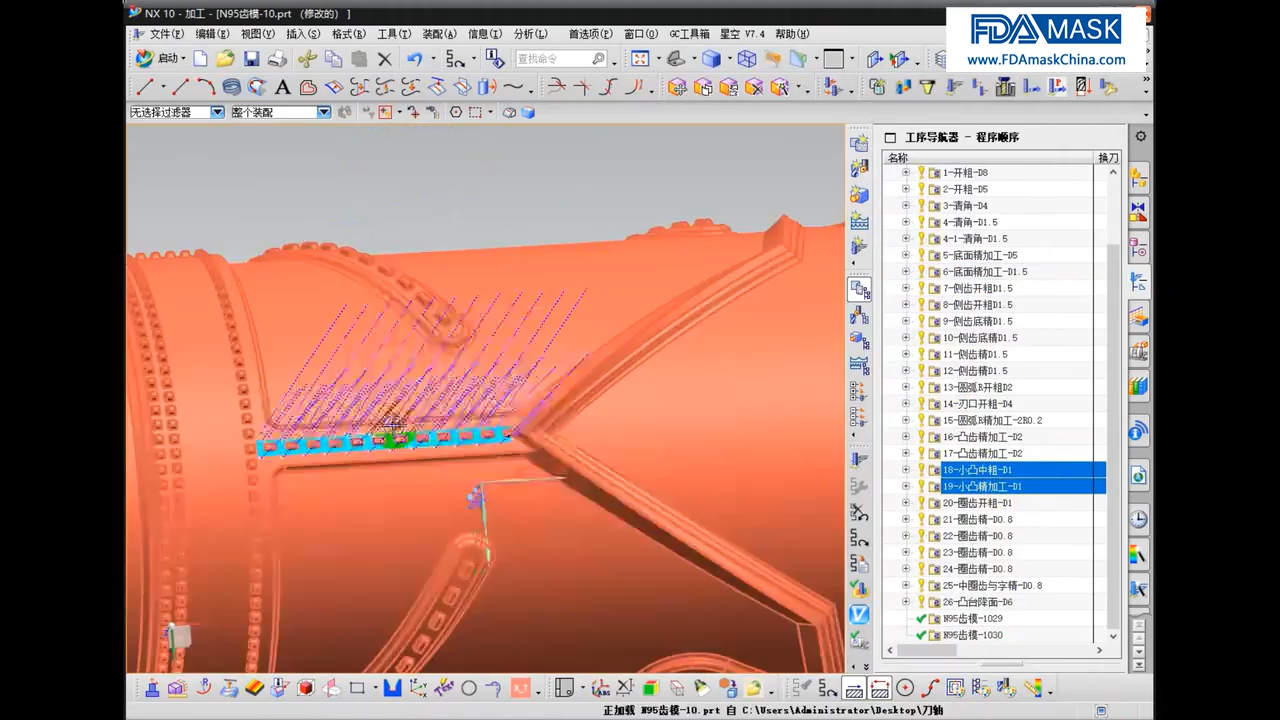 NX 10 - 加工 - [N95齿模-10.prt （修改的） ]
FDA MASK
www.FDAmaskChina.com
文件(F) 编辑(E) 视图(V) 插入(S) 格式(R) 工具(T) 装配(A) 信息(I) 分析(L) 首选项(P) 窗口(O) GC工具箱 星空 V7.4 帮助(H)
启动 查找命令
无选择过滤器 整个装配
工序导航器 - 程序顺序
名称 换刀
1-开粗-D8
2-开粗-D5
3-清角-D4
4-清角-D1.5
4-1-清角-D1.5
5-底面精加工-D5
6-底面精加工-D1.5
7-侧齿开粗D1.5
8-侧齿开粗D1.5
9-侧齿底精D1.5
10-侧齿底精D1.5
11-侧齿精D1.5
12-侧齿精D1.5
13-圆弧R开粗D2
14-刃口开粗-D4
15-圆弧R精加工-2R0.2
16-凸齿精加工-D2
17-凸齿精加工-D2
18-小凸中粗-D1
19-小凸精加工-D1
20-圈齿开粗-D1
21-圈齿精-D0.8
22-圈齿精-D0.8
23-圈齿精-D0.8
24-圈齿精-D0.8
25-中圈齿与字精-D0.8
26-凸台降面-D6
N95齿模-1029
N95齿模-1030
正加载 N95齿模-10.prt 自 C:\Users\Administrator\Desktop\刀轴